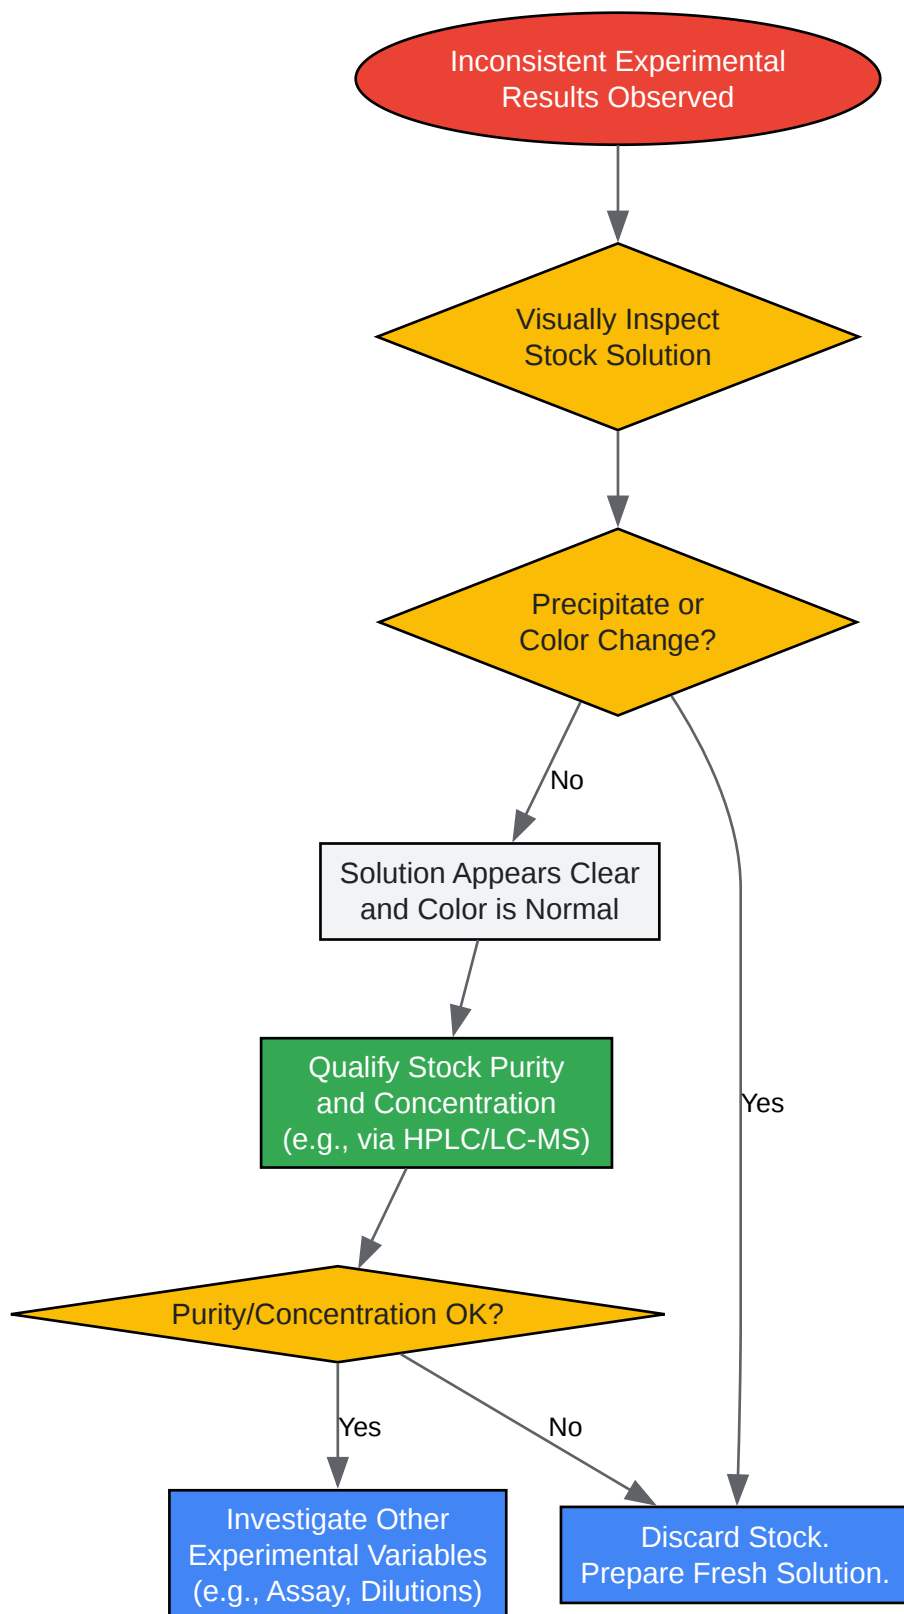 Inconsistent Experimental
Results Observed
Visually Inspect
Stock Solution
Precipitate or
Color Change?
No
Solution Appears Clear
and Color is Normal
Qualify Stock Purity
and Concentration
(e.g., via HPLC/LC-MS)
Yes
Purity/Concentration OK?
Yes
No
Investigate Other
Experimental Variables
(e.g., Assay, Dilutions)
Discard Stock.
Prepare Fresh Solution.